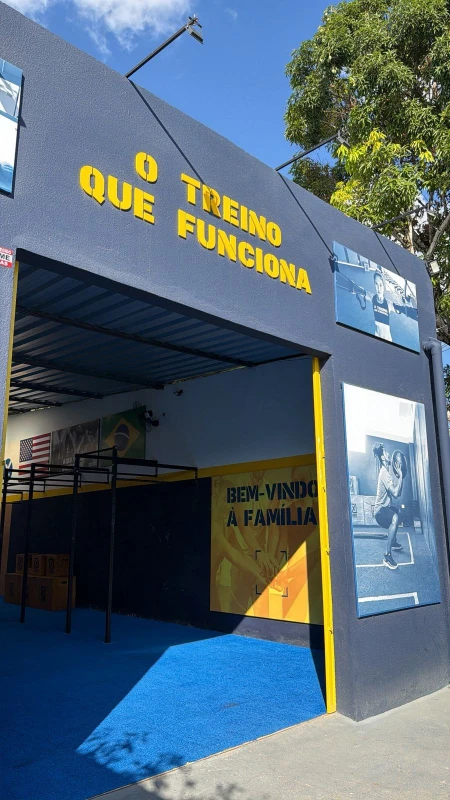 O TREINO
QUE FUNCIONA
BEM-VINDO
À FAMÍLIA